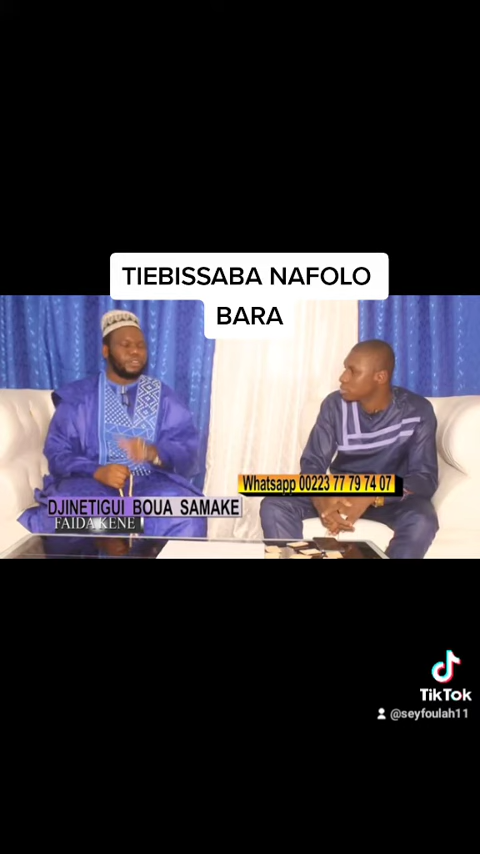 TIEBISSABA NAFOLO
BARA
Whatsapp 00223 77 79 74 07
DJINETIGUI BOUA SAMAKE
FAIDA KENE
TikTok
@seyfoulah11